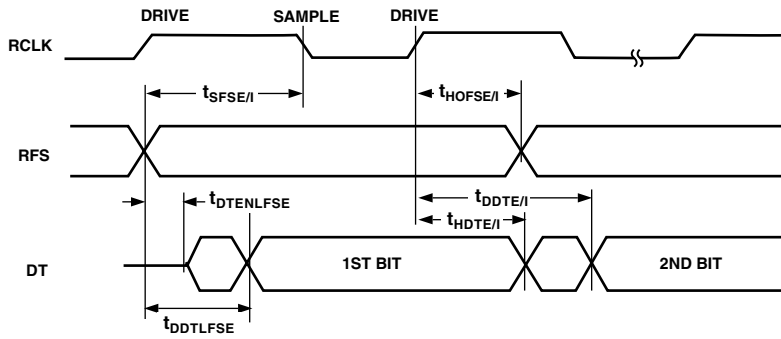 DRIVE SAMPLE DRIVE
RCLK
tSFSE/I tHOFSE/I
RFS
tDTENLFSE tDDTE/I
tHDTE/I
DT 1ST BIT 2ND BIT
tDDTLFSE